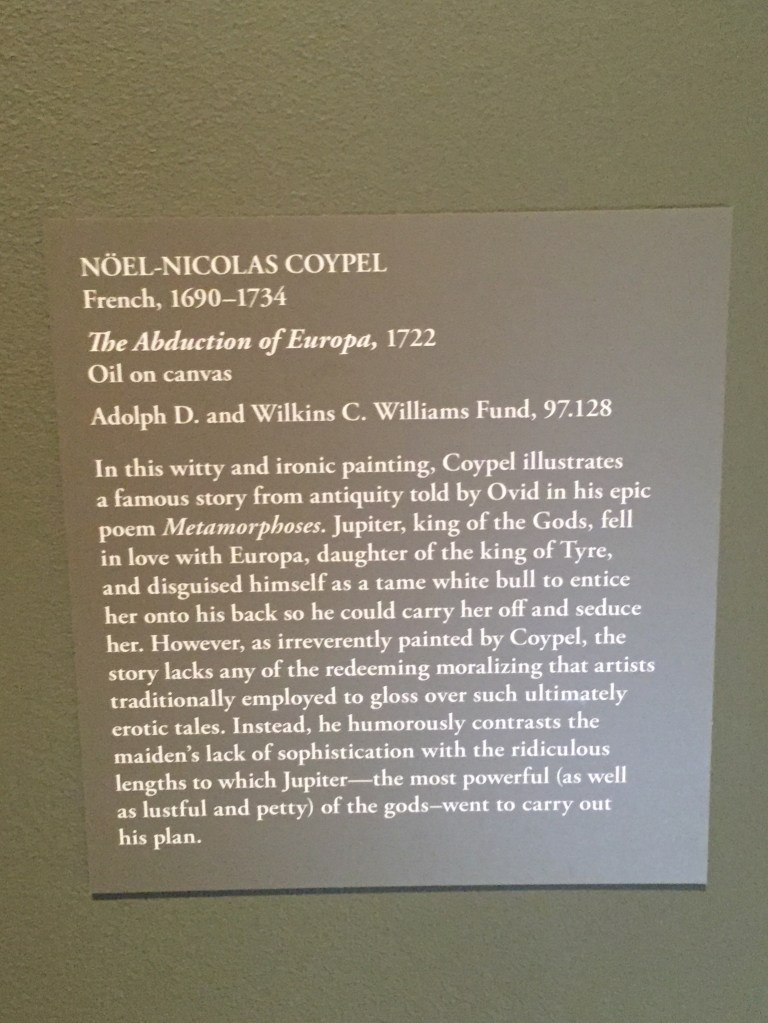 NÖEL-NICOLAS COYPEL
French, 1690–1734
The Abduction of Europa, 1722
Oil on canvas
Adolph D. and Wilkins C. Williams Fund, 97.128
In this witty and ironic painting, Coypel illustrates
a famous story from antiquity told by Ovid in his epic
poem Metamorphoses. Jupiter, king of the Gods, fell
in love with Europa, daughter of the king of Tyre,
and disguised himself as a tame white bull to entice
her onto his back so he could carry her off and seduce
her. However, as irreverently painted by Coypel, the
story lacks any of the redeeming moralizing that artists
traditionally employed to gloss over such ultimately
erotic tales. Instead, he humorously contrasts the
maiden’s lack of sophistication with the ridiculous
lengths to which Jupiter—the most powerful (as well
as lustful and petty) of the gods–went to carry out
his plan.